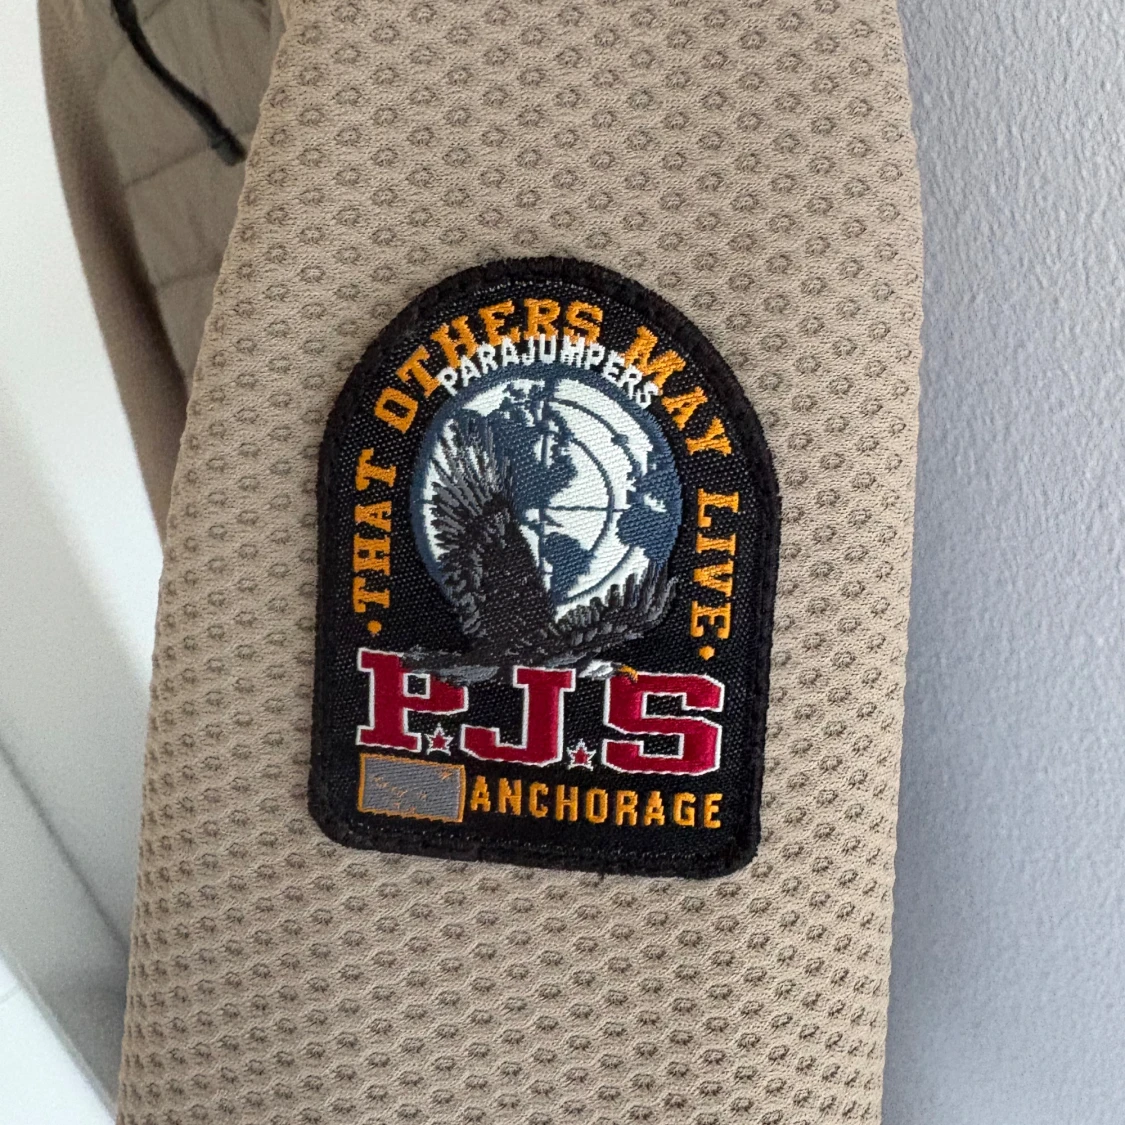 ·THAT OTHERS MAY LIVE·
PARAJUMPERS
P.J.S
ANCHORAGE